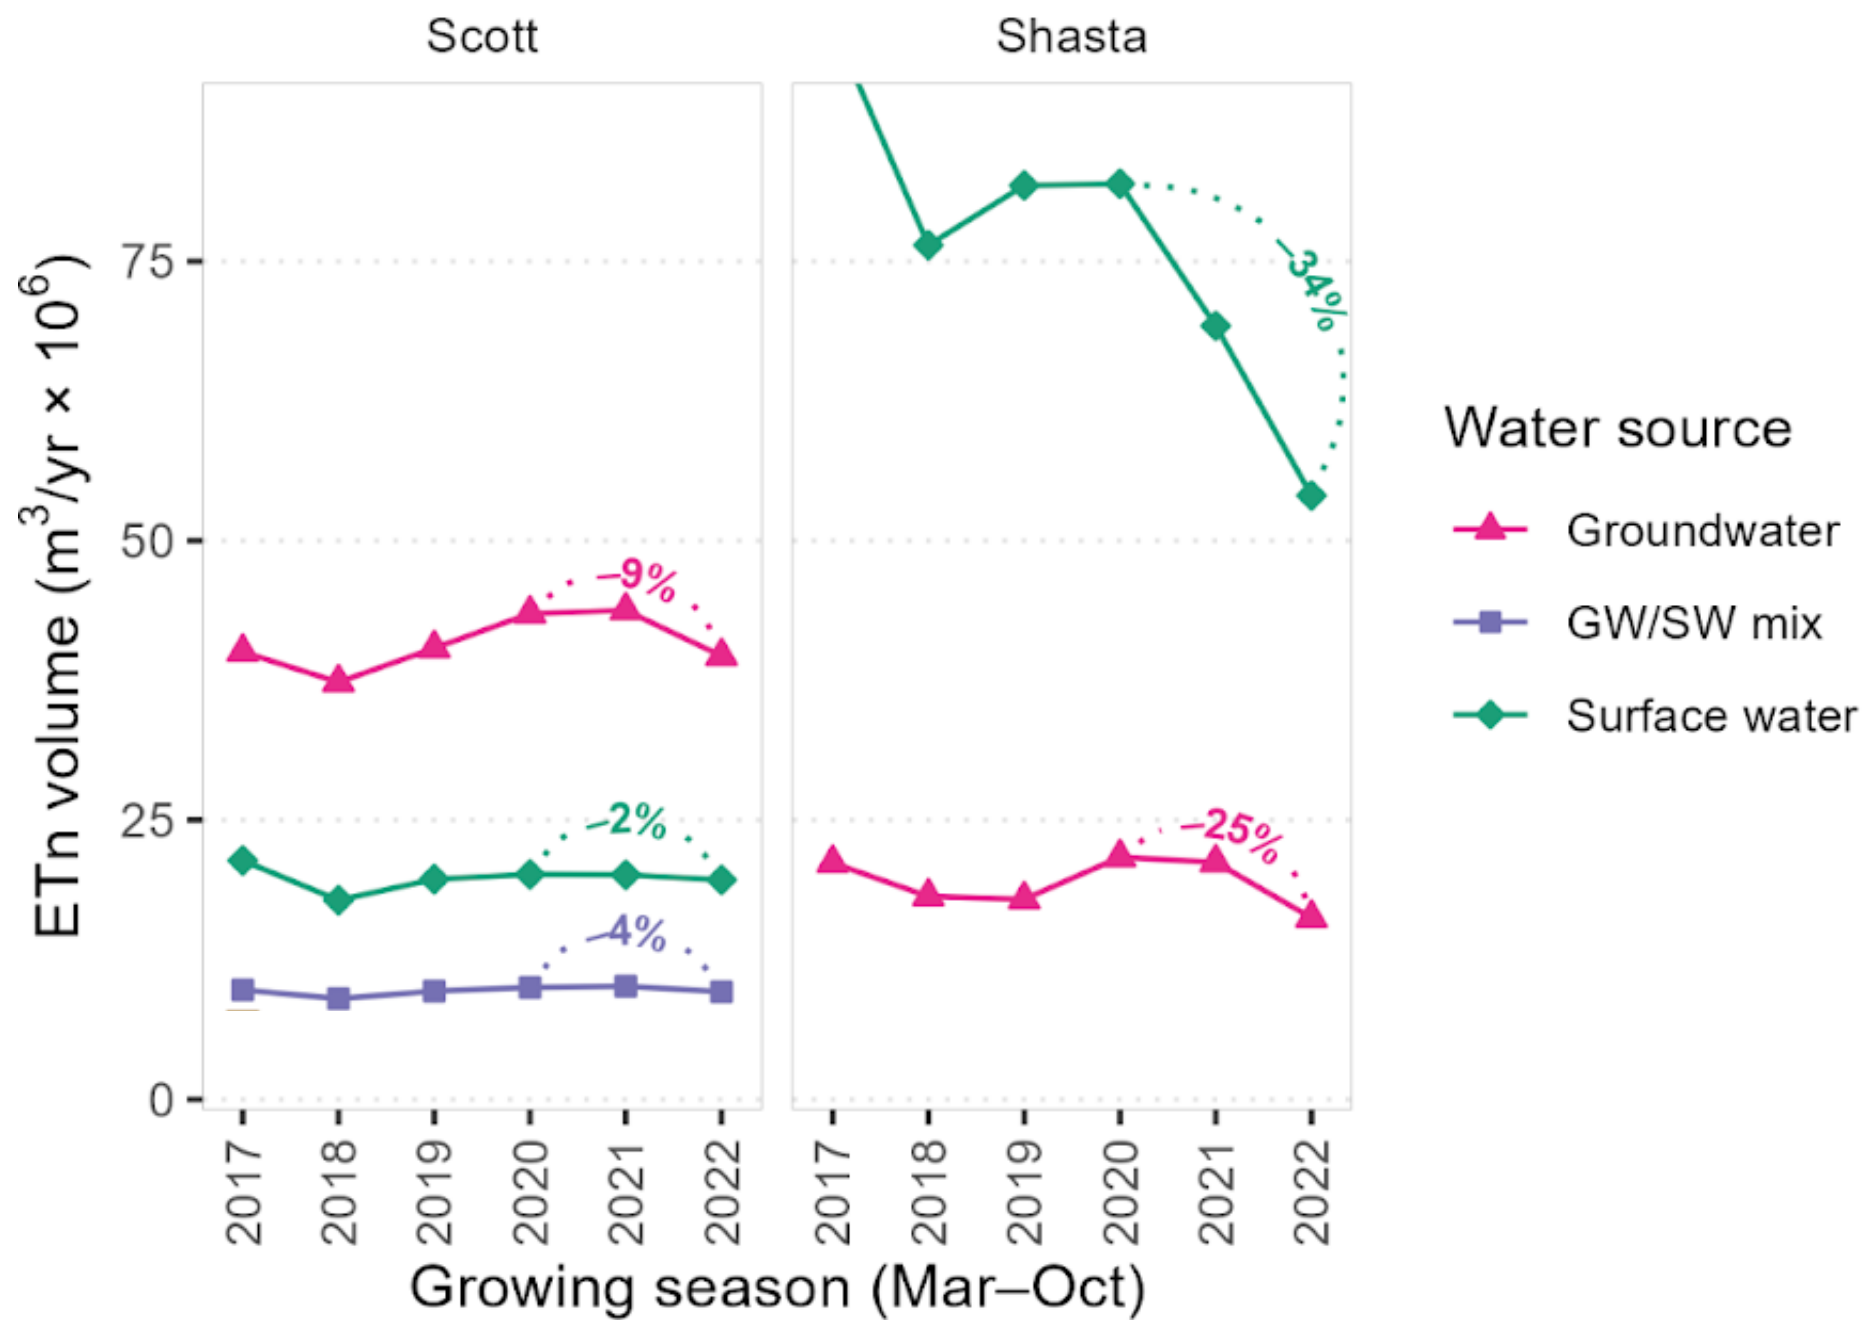 Scott
Shasta
ETn volume (m³/yr × 10⁶)
75
50
25
0
−9%
−2%
−4%
−34%
−25%
2017
2018
2019
2020
2021
2022
2017
2018
2019
2020
2021
2022
Growing season (Mar–Oct)
Water source
Groundwater
GW/SW mix
Surface water